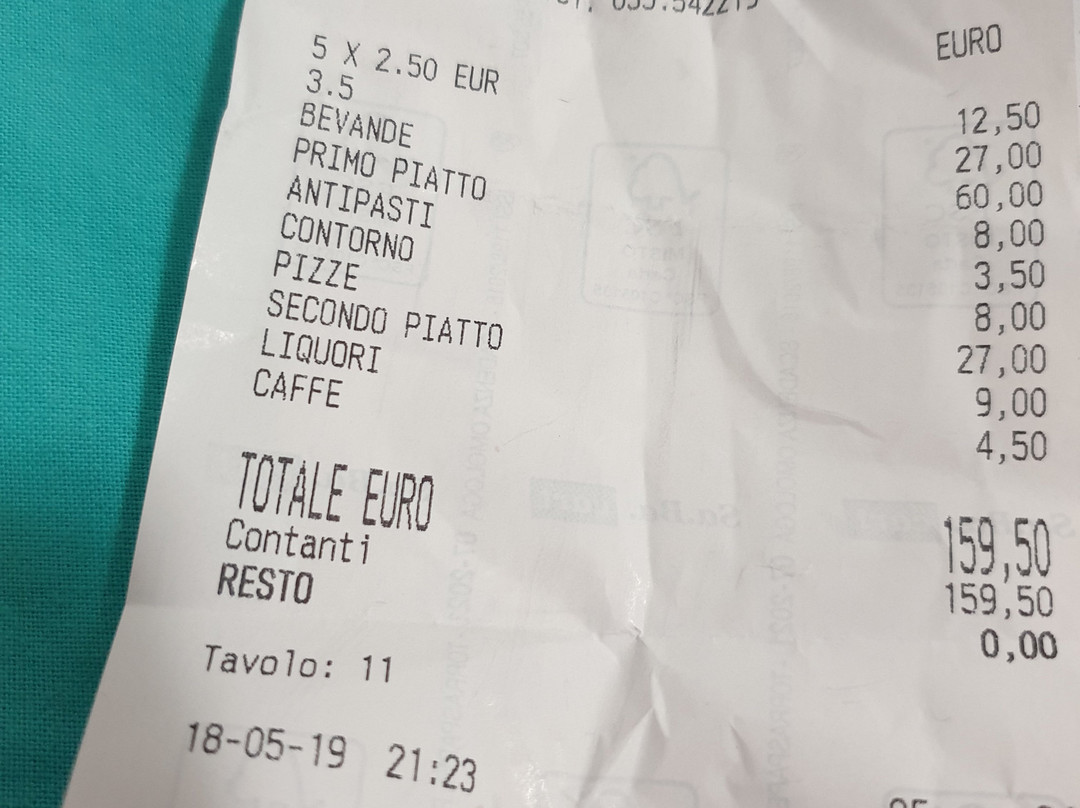 EURO
5 X 2.50 EUR
3.5 12,50
BEVANDE 27,00
PRIMO PIATTO 60,00
ANTIPASTI 8,00
CONTORNO 3,50
PIZZE 8,00
SECONDO PIATTO 27,00
LIQUORI 9,00
CAFFE 4,50
TOTALE EURO 159,50
Contanti 159,50
RESTO 0,00
Tavolo: 11
18-05-19 21:23